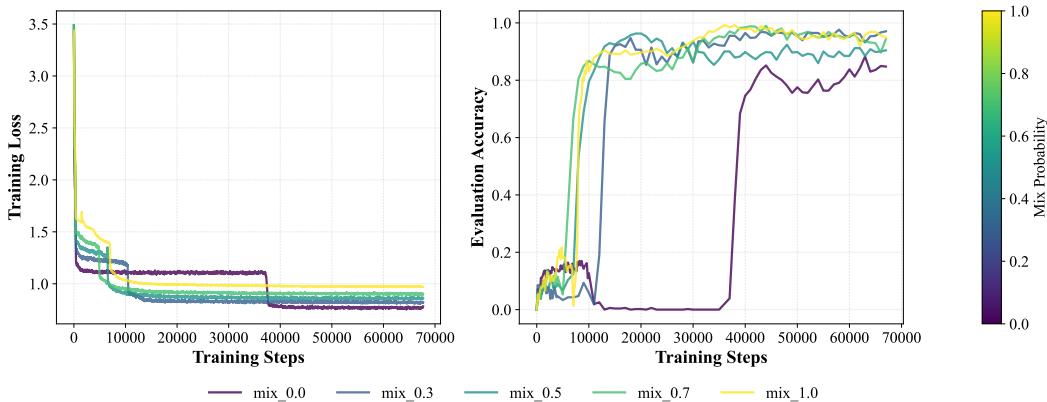 3.5
3.0
2.5
2.0
1.5
1.0
Training Loss
0 10000 20000 30000 40000 50000 60000 70000
Training Steps
1.0
0.8
0.6
0.4
0.2
0.0
Evaluation Accuracy
0 10000 20000 30000 40000 50000 60000 70000
Training Steps
1.0
0.8
0.6
0.4
0.2
0.0
Mix Probability
mix_0.0 mix_0.3 mix_0.5 mix_0.7 mix_1.0